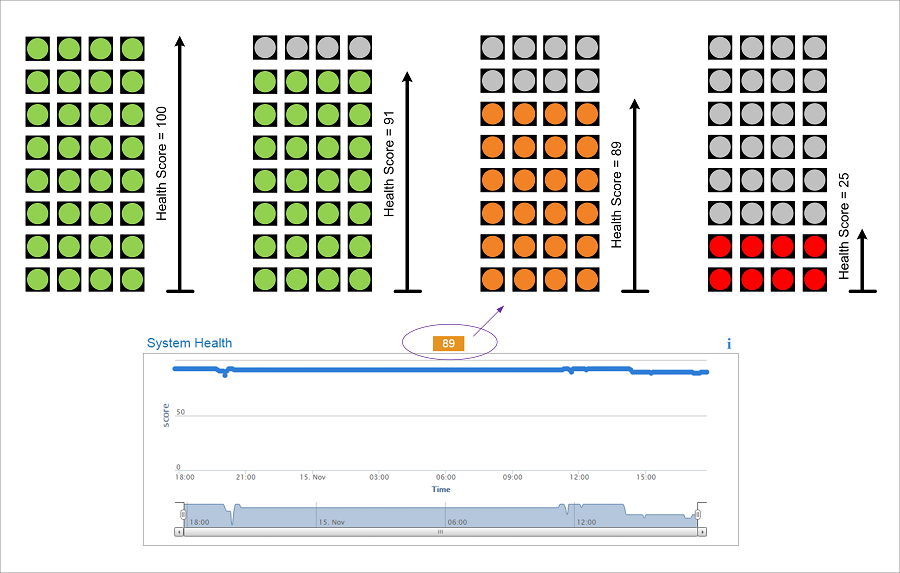 Health Score = 100
Health Score = 91
Health Score = 89
Health Score = 25
System Health
89
i
score
50
0
18:00 21:00 15. Nov 03:00 06:00 09:00 12:00 15:00
Time
18:00 15. Nov 06:00 12:00